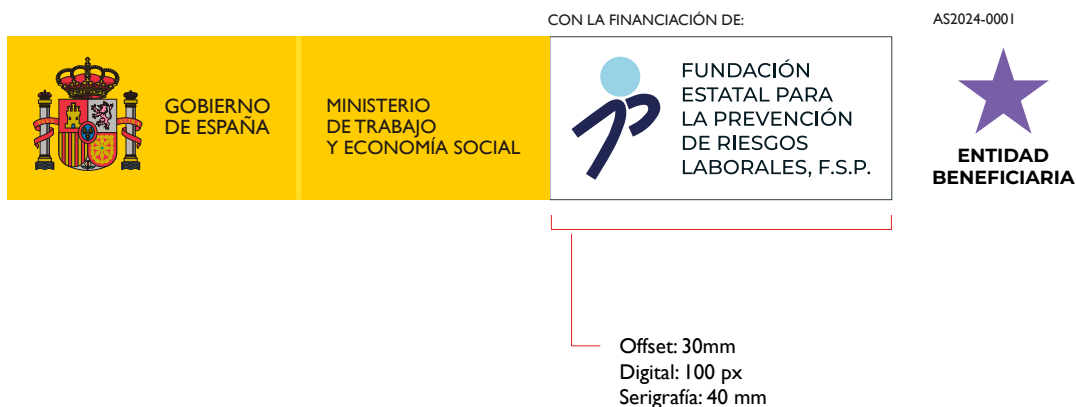 CON LA FINANCIACIÓN DE:
AS2024-0001
GOBIERNO
DE ESPAÑA
MINISTERIO
DE TRABAJO
Y ECONOMÍA SOCIAL
FUNDACIÓN
ESTATAL PARA
LA PREVENCIÓN
DE RIESGOS
LABORALES, F.S.P.
ENTIDAD
BENEFICIARIA
Offset: 30mm
Digital: 100 px
Serigrafía: 40 mm